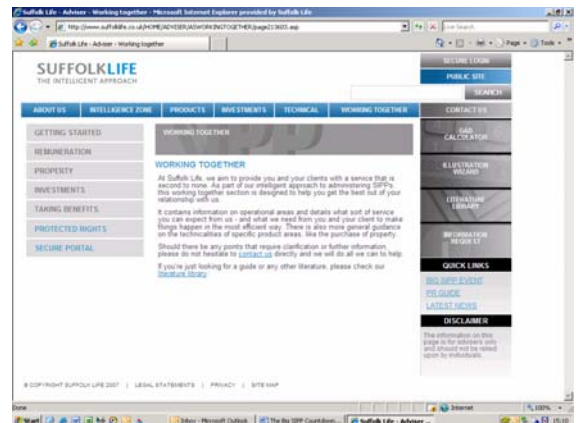 Suffolk Life - Adviser - Working together - Microsoft Internet Explorer provided by Suffolk Life
Live Search
Suffolk Life - Adviser - Working together
Page
Tools
SUFFOLKLIFE
THE INTELLIGENT APPROACH
SECURE LOGIN
PUBLIC SITE
SEARCH
ABOUT US
INTELLIGENCE ZONE
PRODUCTS
INVESTMENTS
TECHNICAL
WORKING TOGETHER
CONTACT US
GETTING STARTED
REMUNERATION
PROPERTY
INVESTMENTS
TAKING BENEFITS
PROTECTED RIGHTS
SECURE PORTAL
WORKING TOGETHER
WORKING TOGETHER
At Suffolk Life, we aim to provide you and your clients with a service that is
second to none. As part of our intelligent approach to administering SIPPs,
this working together section is designed to help you get the best out of your
relationship with us.
It contains information on operational areas and details what sort of service
you can expect from us - and what we need from you and your client to make
things happen in the most efficient way. There is also more general guidance
on the technicalities of specific product areas, like the purchase of property.
Should there be any points that require clarification or further information,
please do not hesitate to contact us directly and we will do all we can to help.
If you're just looking for a guide or any other literature, please check our
literature library
GAD
CALCULATOR
ILLUSTRATION
WIZARD
LITERATURE
LIBRARY
INFORMATION
REQUEST
QUICK LINKS
BIG SIPP EVENT
PR GUIDE
LATEST NEWS
DISCLAIMER
The information on this
page is for advisers only
and should not be relied
upon by individuals.
© COPYRIGHT SUFFOLK LIFE 2007 | LEGAL STATEMENTS | PRIVACY | SITE MAP
Done
Internet
100%
Start
Inbox - Microsoft Outlook
The Big SIPP Countdown...
Suffolk Life - Adviser...
15:10